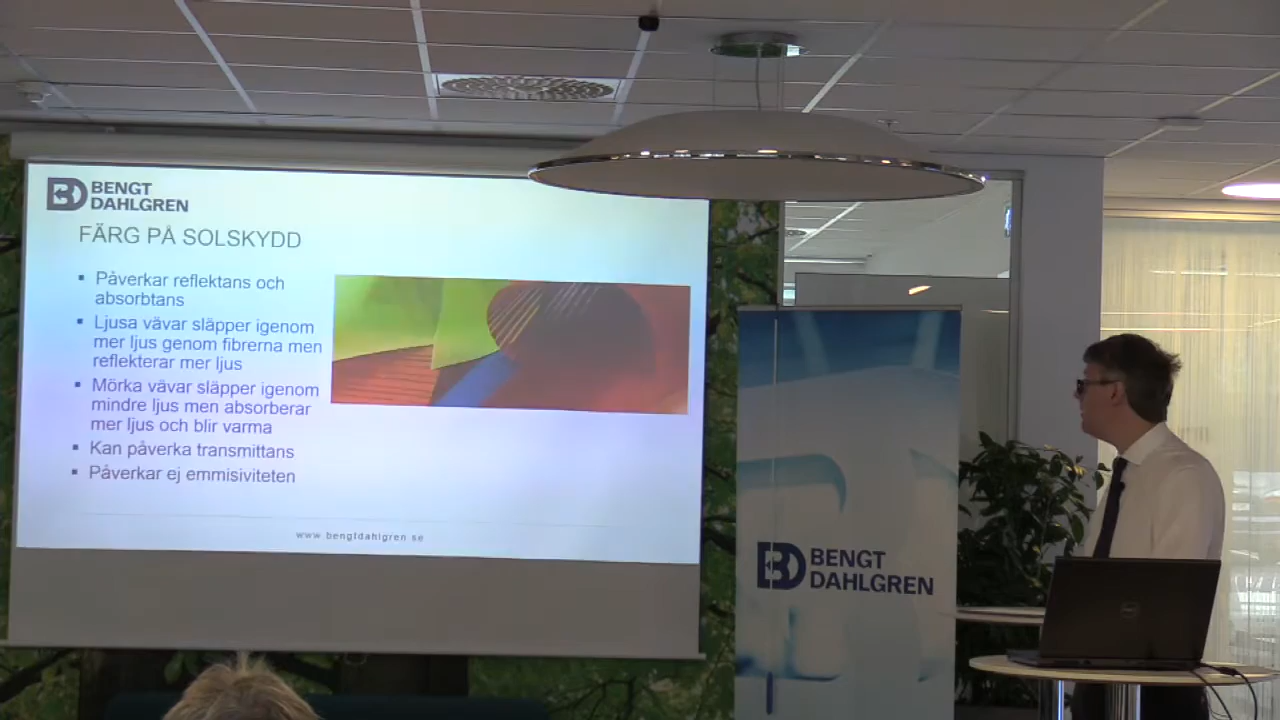 BENGT
DAHLGREN
FÄRG PÅ SOLSKYDD
▪ Påverkar reflektans och
absorbtans
▪ Ljusa vävar släpper igenom
mer ljus genom fibrerna men
reflekterar mer ljus
▪ Mörka vävar släpper igenom
mindre ljus men absorberar
mer ljus och blir varma
▪ Kan påverka transmittans
▪ Påverkar ej emmisiviteten
www.bengtdahlgren.se
BENGT
DAHLGREN
DELL